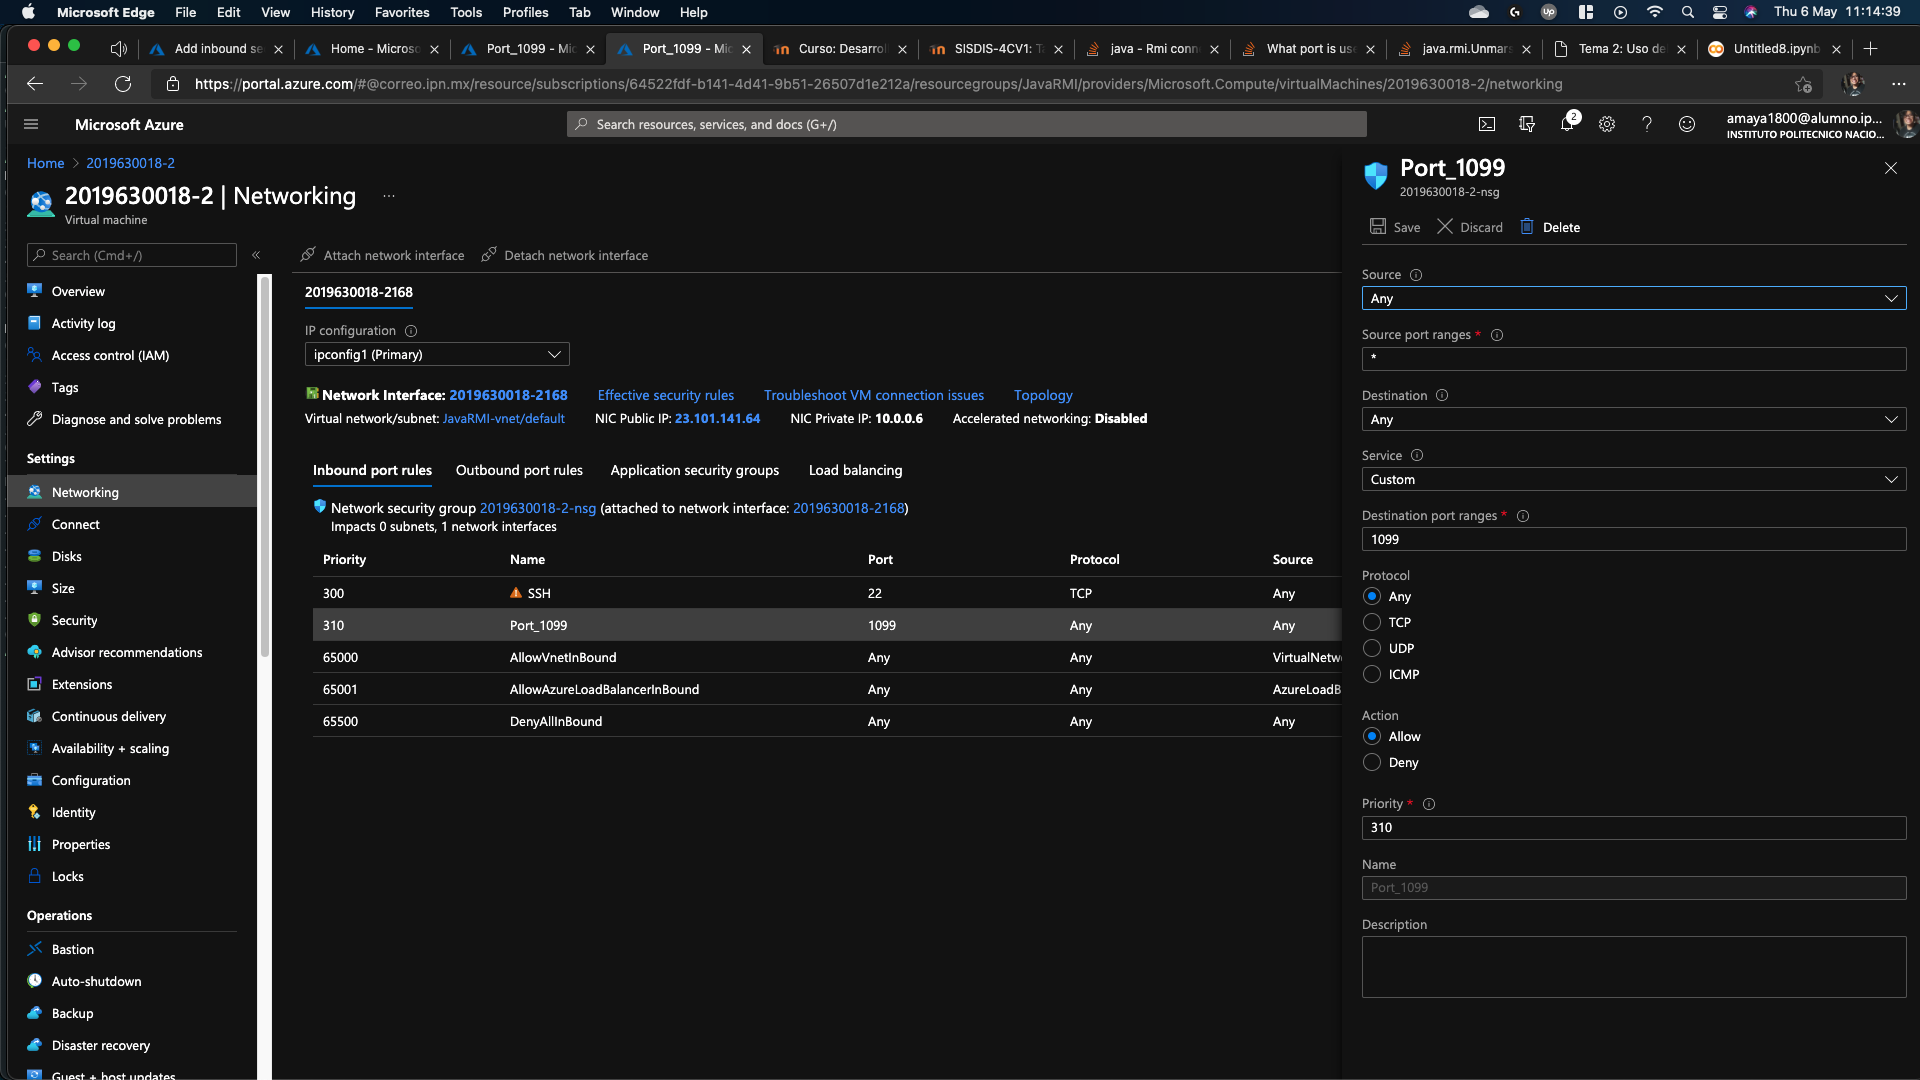 Microsoft Edge File Edit View History Favorites Tools Profiles Tab Window Help
Thu 6 May 11:14:39
Add inbound se
Home - Microso
Port_1099 - Mic
Port_1099 - Mic
Curso: Desarroll
SISDIS-4CV1: Ta
java - Rmi conn
What port is use
java.rmi.Unmars
Tema 2: Uso de
Untitled8.ipynb
https://portal.azure.com/#@correo.ipn.mx/resource/subscriptions/64522fdf-b141-4d41-9b51-26507d1e212a/resourcegroups/JavaRMI/providers/Microsoft.Compute/virtualMachines/2019630018-2/networking
Microsoft Azure
Search resources, services, and docs (G+/)
2
amaya1800@alumno.ip...
INSTITUTO POLITECNICO NACIO...
Home > 2019630018-2
2019630018-2 | Networking ...
Virtual machine
Search (Cmd+/)
«
Overview
Activity log
Access control (IAM)
Tags
Diagnose and solve problems
Settings
Networking
Connect
Disks
Size
Security
Advisor recommendations
Extensions
Continuous delivery
Availability + scaling
Configuration
Identity
Properties
Locks
Operations
Bastion
Auto-shutdown
Backup
Disaster recovery
Guest + host updates
Attach network interface Detach network interface
2019630018-2168
IP configuration
ipconfig1 (Primary)
Network Interface: 2019630018-2168 Effective security rules Troubleshoot VM connection issues Topology
Virtual network/subnet: JavaRMI-vnet/default NIC Public IP: 23.101.141.64 NIC Private IP: 10.0.0.6 Accelerated networking: Disabled
Inbound port rules Outbound port rules Application security groups Load balancing
Network security group 2019630018-2-nsg (attached to network interface: 2019630018-2168)
Impacts 0 subnets, 1 network interfaces
Priority Name Port Protocol Source
300 SSH 22 TCP Any
310 Port_1099 1099 Any Any
65000 AllowVnetInBound Any Any VirtualNetw
65001 AllowAzureLoadBalancerInBound Any Any AzureLoadB
65500 DenyAllInBound Any Any Any
Port_1099
2019630018-2-nsg
Save Discard Delete
Source
Any
Source port ranges *
*
Destination
Any
Service
Custom
Destination port ranges *
1099
Protocol
Any
TCP
UDP
ICMP
Action
Allow
Deny
Priority *
310
Name
Port_1099
Description